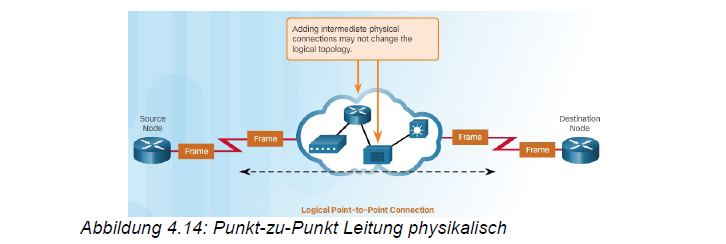 Adding intermediate physical
connections may not change the
logical topology.
Source
Node
Destination
Node
Frame
Frame
Frame
Frame
Logical Point-to-Point Connection
Abbildung 4.14: Punkt-zu-Punkt Leitung physikalisch